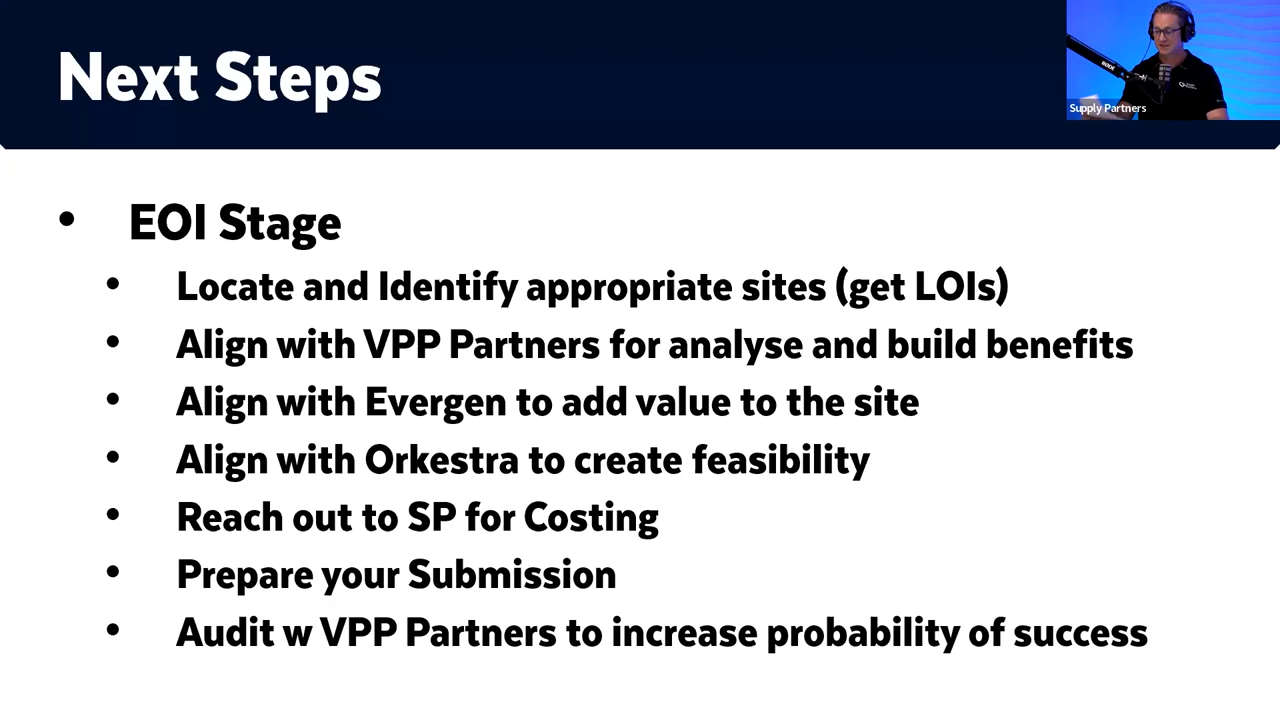 Next Steps
Supply Partners
• EOI Stage
• Locate and Identify appropriate sites (get LOIs)
• Align with VPP Partners for analyse and build benefits
• Align with Evergen to add value to the site
• Align with Orkestra to create feasibility
• Reach out to SP for Costing
• Prepare your Submission
• Audit w VPP Partners to increase probability of success